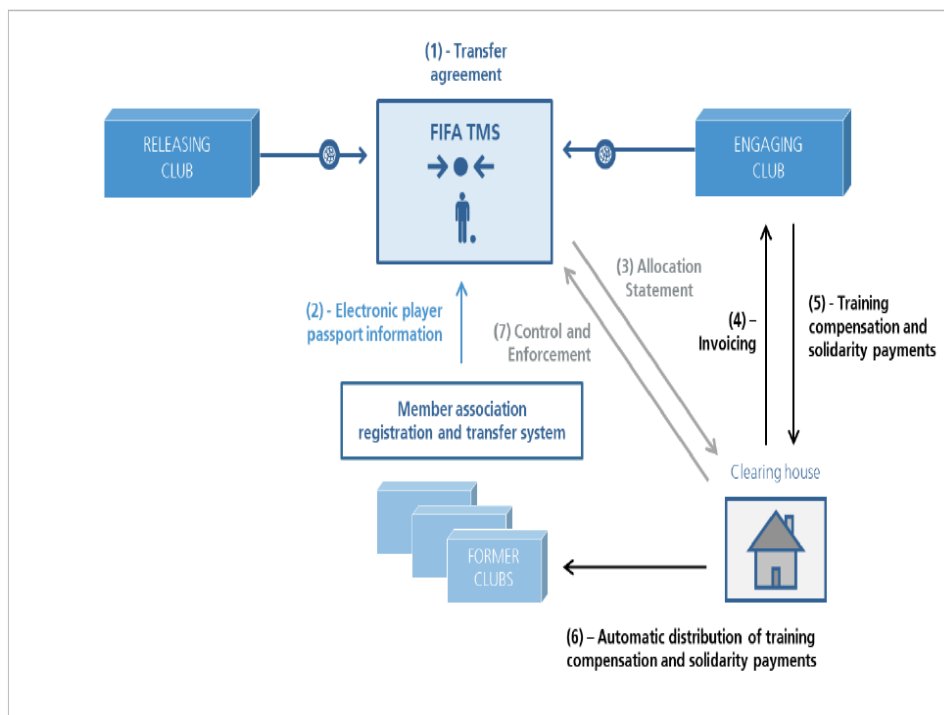 (1) - Transfer
agreement
RELEASING
CLUB
FIFA TMS
ENGAGING
CLUB
(2) - Electronic player
passport information
(3) Allocation
Statement
(7) Control and
Enforcement
(4) –
Invoicing
(5) - Training
compensation and
solidarity payments
Member association
registration and transfer system
Clearing house
FORMER
CLUBS
(6) – Automatic distribution of training
compensation and solidarity payments